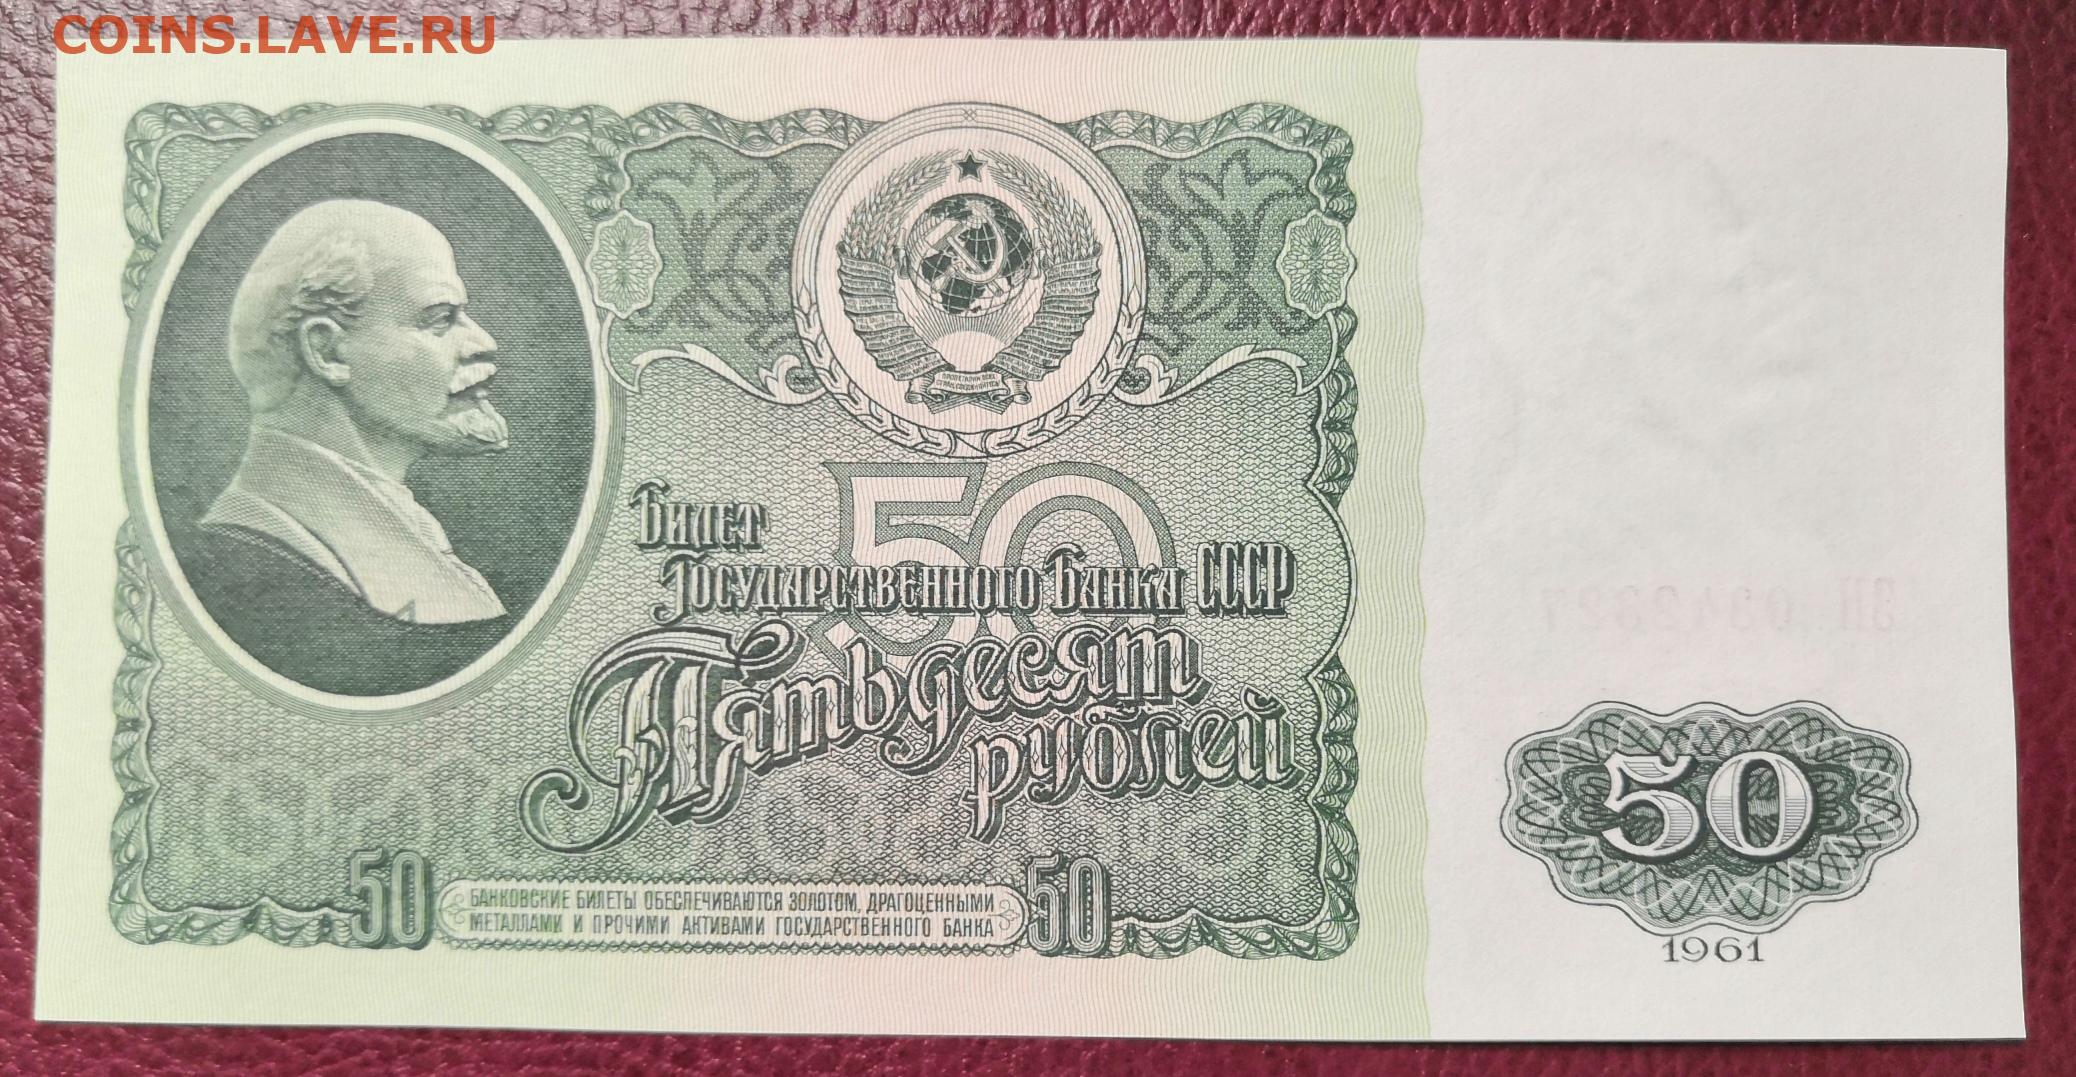 COINS.LAVE.RU
Билет
Государственного Банка СССР
50
Пятьдесят
рублей
50
БАНКОВСКИЕ БИЛЕТЫ ОБЕСПЕЧИВАЮТСЯ ЗОЛОТОМ, ДРАГОЦЕННЫМИ
МЕТАЛЛАМИ И ПРОЧИМИ АКТИВАМИ ГОСУДАРСТВЕННОГО БАНКА
50
50
1961